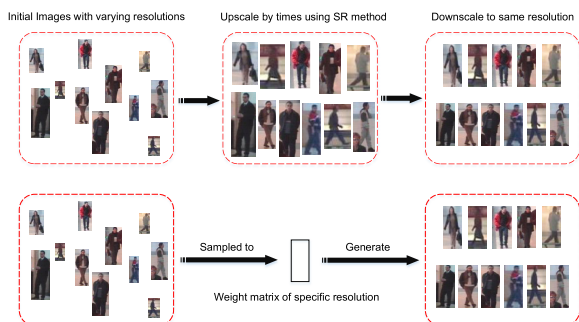 Initial Images with varying resolutions
Upscale by times using SR method
Downscale to same resolution
Sampled to
Generate
Weight matrix of specific resolution